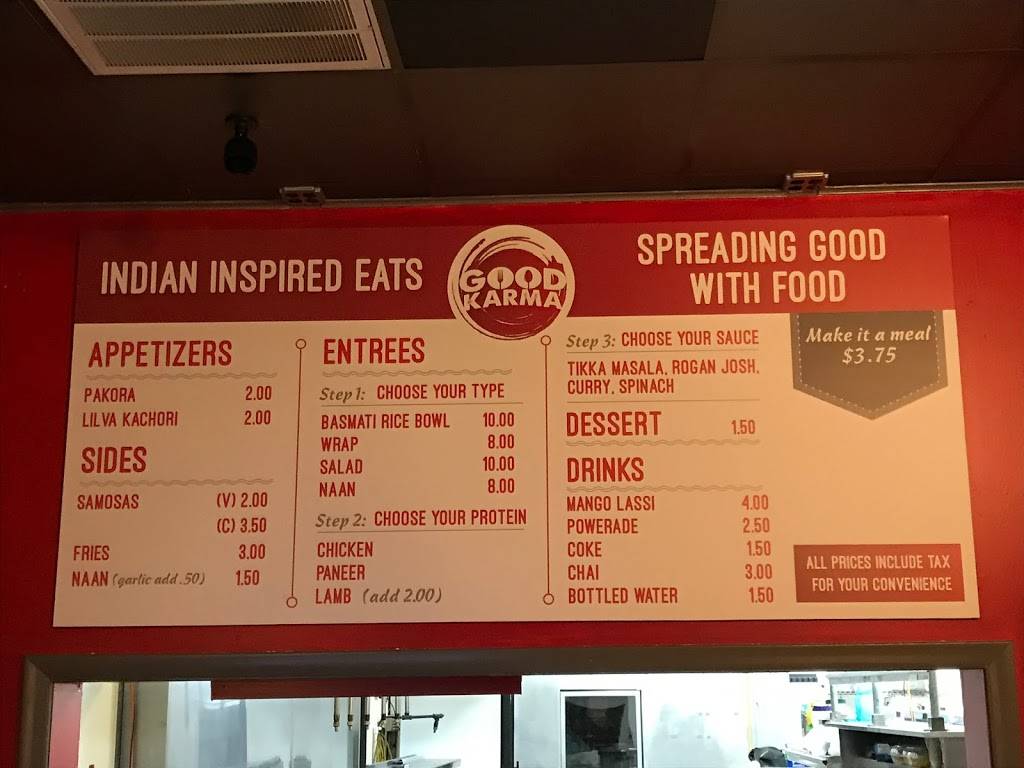 INDIAN INSPIRED EATS
GOOD
KARMA
SPREADING GOOD
WITH FOOD
APPETIZERS
PAKORA 2.00
LILVA KACHORI 2.00
SIDES
SAMOSAS (V) 2.00
(C) 3.50
FRIES 3.00
NAAN (garlic add .50) 1.50
ENTREES
Step 1: CHOOSE YOUR TYPE
BASMATI RICE BOWL 10.00
WRAP 8.00
SALAD 10.00
NAAN 8.00
Step 2: CHOOSE YOUR PROTEIN
CHICKEN
PANEER
LAMB (add 2.00)
Step 3: CHOOSE YOUR SAUCE
TIKKA MASALA, ROGAN JOSH,
CURRY, SPINACH
DESSERT 1.50
DRINKS
MANGO LASSI 4.00
POWERADE 2.50
COKE 1.50
CHAI 3.00
BOTTLED WATER 1.50
Make it a meal
$3.75
ALL PRICES INCLUDE TAX
FOR YOUR CONVENIENCE